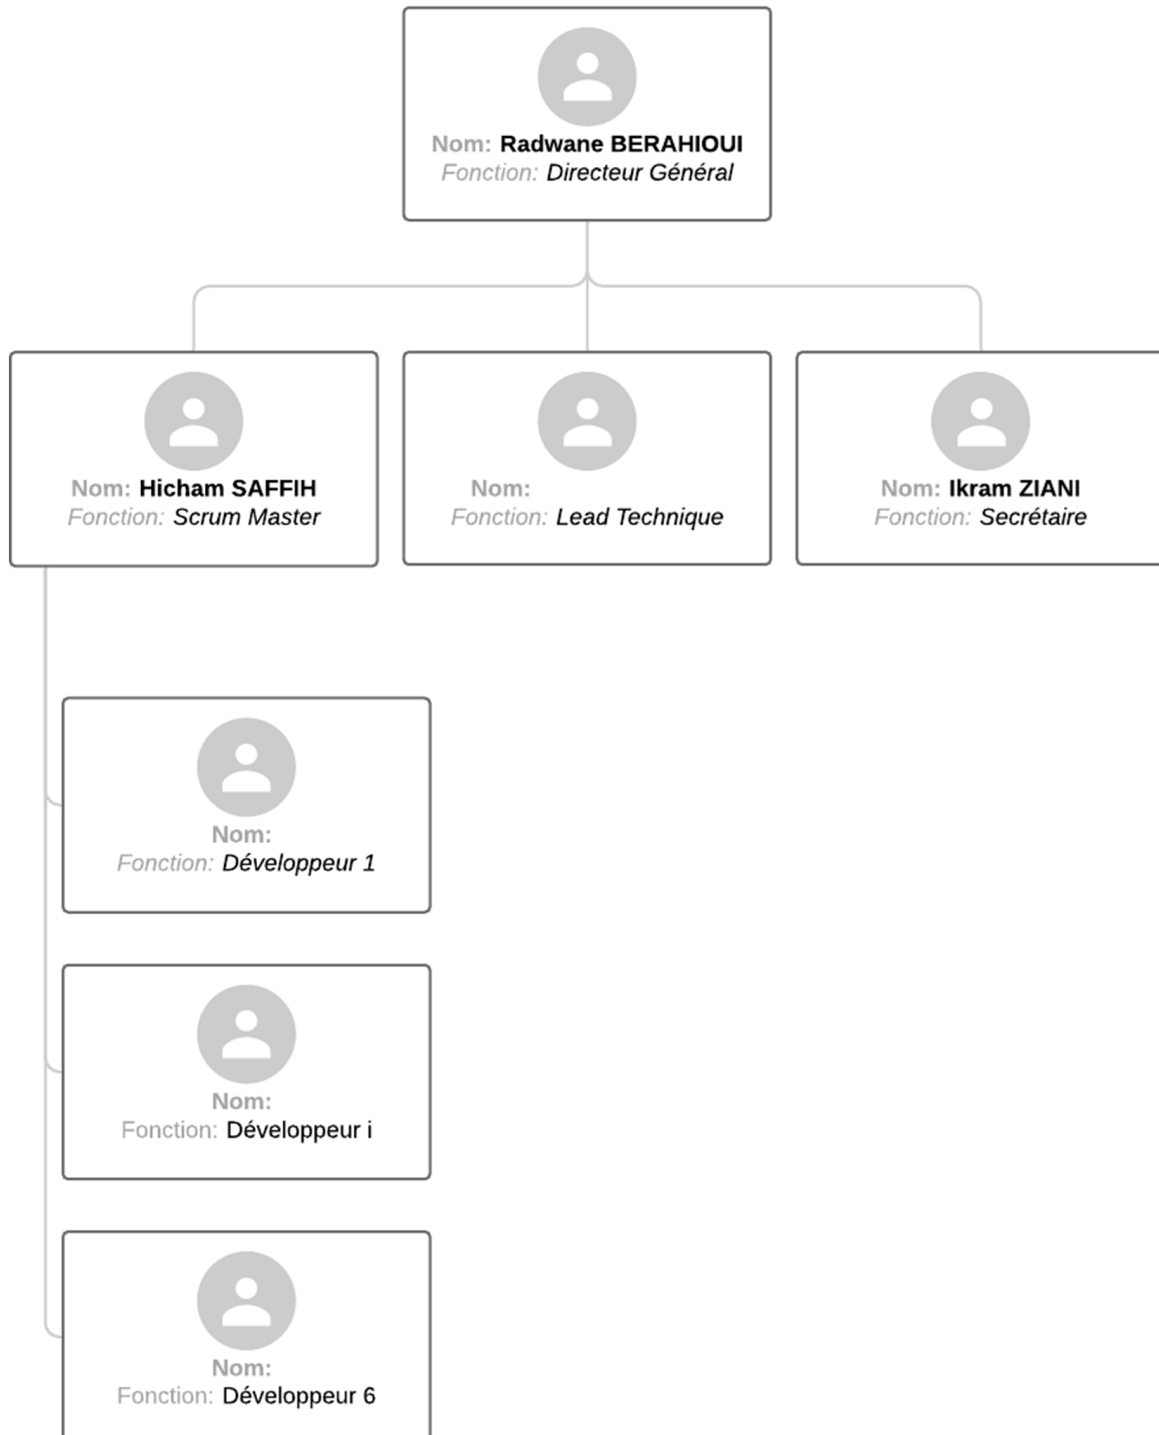 Nom: Radwane BERAHIOUI
Fonction: Directeur Général
Nom: Hicham SAFFIH
Fonction: Scrum Master
Nom:
Fonction: Lead Technique
Nom: Ikram ZIANI
Fonction: Secrétaire
Nom:
Fonction: Développeur 1
Nom:
Fonction: Développeur i
Nom:
Fonction: Développeur 6